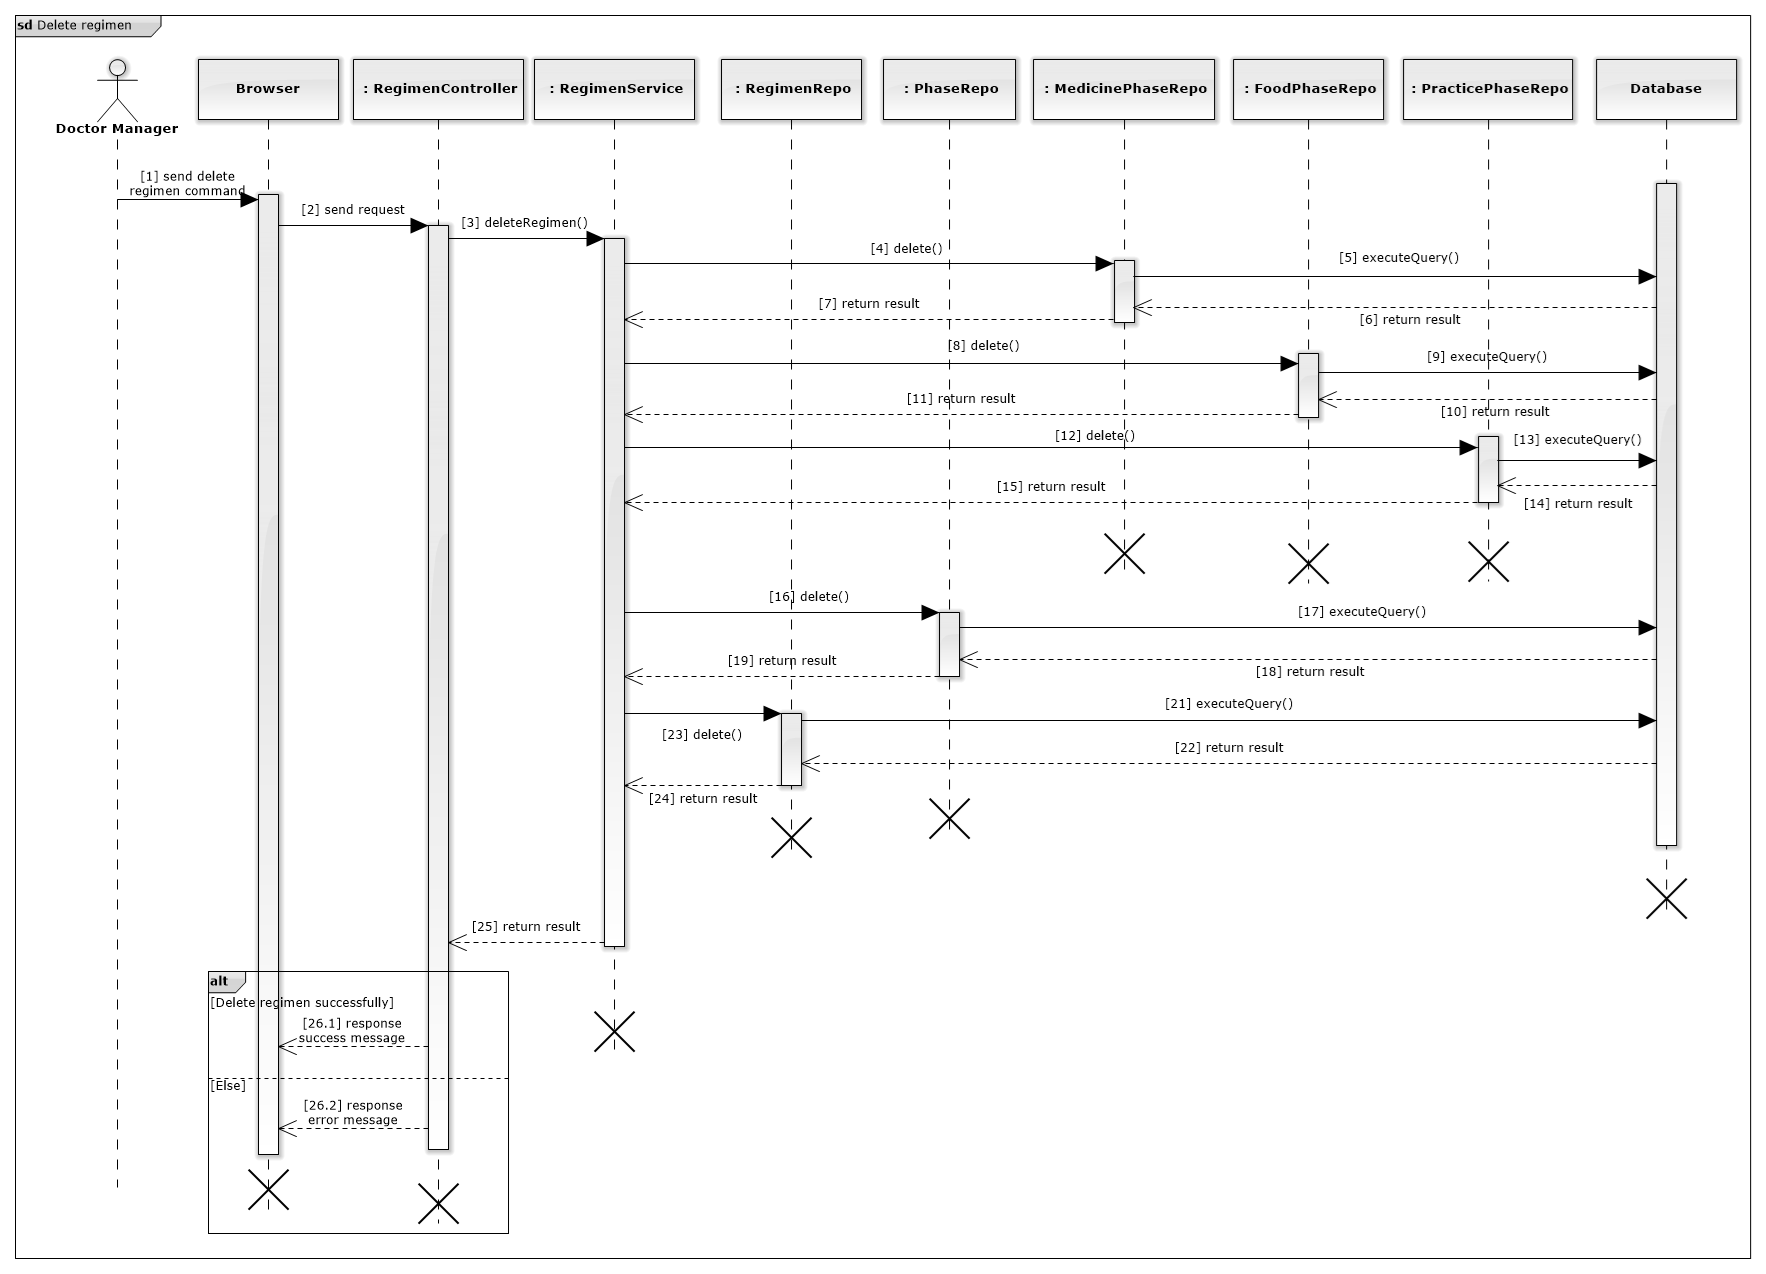 sd Delete regimen
Doctor Manager
Browser
: RegimenController
: RegimenService
: RegimenRepo
: PhaseRepo
: MedicinePhaseRepo
: FoodPhaseRepo
: PracticePhaseRepo
Database
[1] send delete
regimen command
[2] send request
[3] deleteRegimen()
[4] delete()
[5] executeQuery()
[7] return result
[6] return result
[8] delete()
[9] executeQuery()
[11] return result
[10] return result
[12] delete()
[13] executeQuery()
[15] return result
[14] return result
[16] delete()
[17] executeQuery()
[19] return result
[18] return result
[21] executeQuery()
[23] delete()
[22] return result
[24] return result
[25] return result
alt
[Delete regimen successfully]
[26.1] response
success message
[Else]
[26.2] response
error message